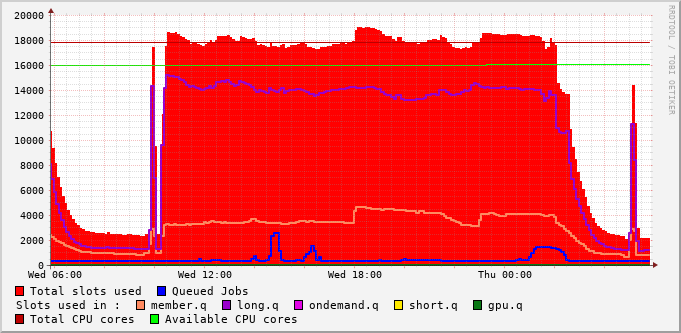 20000
18000
16000
14000
12000
10000
8000
6000
4000
2000
0
Wed 06:00 Wed 12:00 Wed 18:00 Thu 00:00
Total slots used Queued Jobs
Slots used in : member.q long.q ondemand.q short.q gpu.q
Total CPU cores Available CPU cores
RRDTOOL / TOBI OETIKER